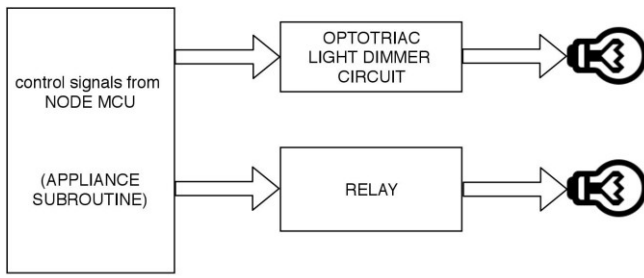 control signals from
NODE MCU
(APPLIANCE
SUBROUTINE)
OPTOTRIAC
LIGHT DIMMER
CIRCUIT
RELAY